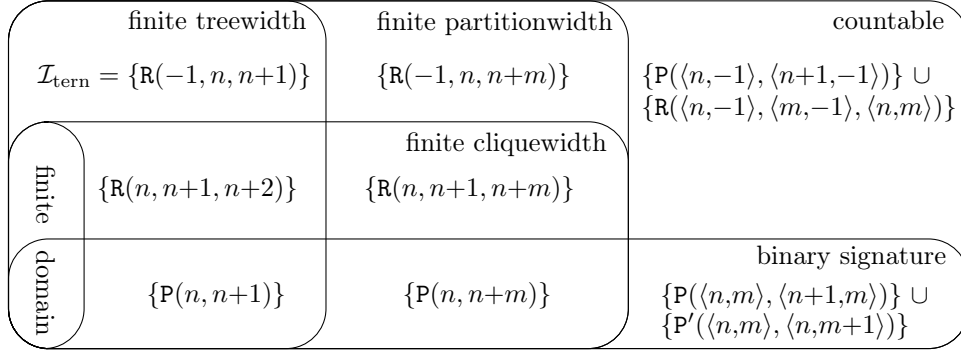 finite treewidth finite partitionwidth countable
ℐ_tern = {R(−1, n, n+1)} {R(−1, n, n+m)} {P(⟨n,−1⟩, ⟨n+1,−1⟩)} ∪
{R(⟨n,−1⟩, ⟨m,−1⟩, ⟨n,m⟩)}
finite cliquewidth
finite {R(n, n+1, n+2)} {R(n, n+1, n+m)}
domain binary signature
{P(n, n+1)} {P(n, n+m)} {P(⟨n,m⟩, ⟨n+1,m⟩)} ∪
{P′(⟨n,m⟩, ⟨n,m+1⟩)}